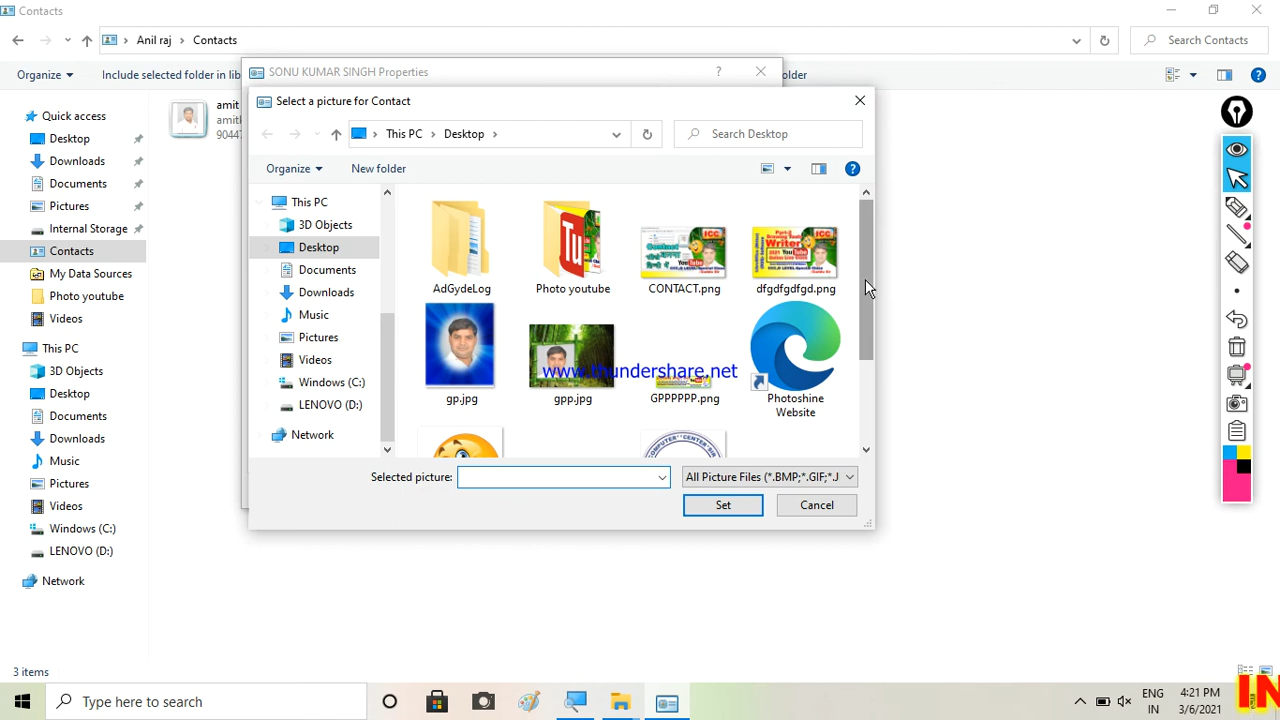 Contacts
Anil raj > Contacts
Search Contacts
Organize
Include selected folder in lib
older
SONU KUMAR SINGH Properties
?
Select a picture for Contact
This PC > Desktop >
Search Desktop
Organize
New folder
Quick access
Desktop
Downloads
Documents
Pictures
Internal Storage
Contacts
My Data Sources
Photo youtube
Videos
This PC
3D Objects
Desktop
Documents
Downloads
Music
Pictures
Videos
Windows (C:)
LENOVO (D:)
Network
amit
amitk
90447
This PC
3D Objects
Desktop
Documents
Downloads
Music
Pictures
Videos
Windows (C:)
LENOVO (D:)
Network
AdGydeLog
Photo youtube
CONTACT.png
dfgdfgdfgd.png
gp.jpg
gpp.jpg
GPPPPPP.png
Photoshine
Website
www.thundershare.net
Selected picture:
All Picture Files (*.BMP;*.GIF;*.J
Set
Cancel
3 items
Type here to search
ENG
IN
4:21 PM
3/6/2021
IN